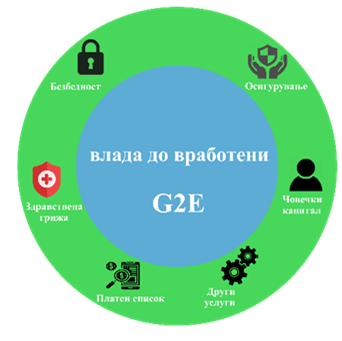 Безбедност
Осигурување
влада до вработени
G2E
Здравствена
грижа
Човечки
капитал
Платен список
Други
услуги